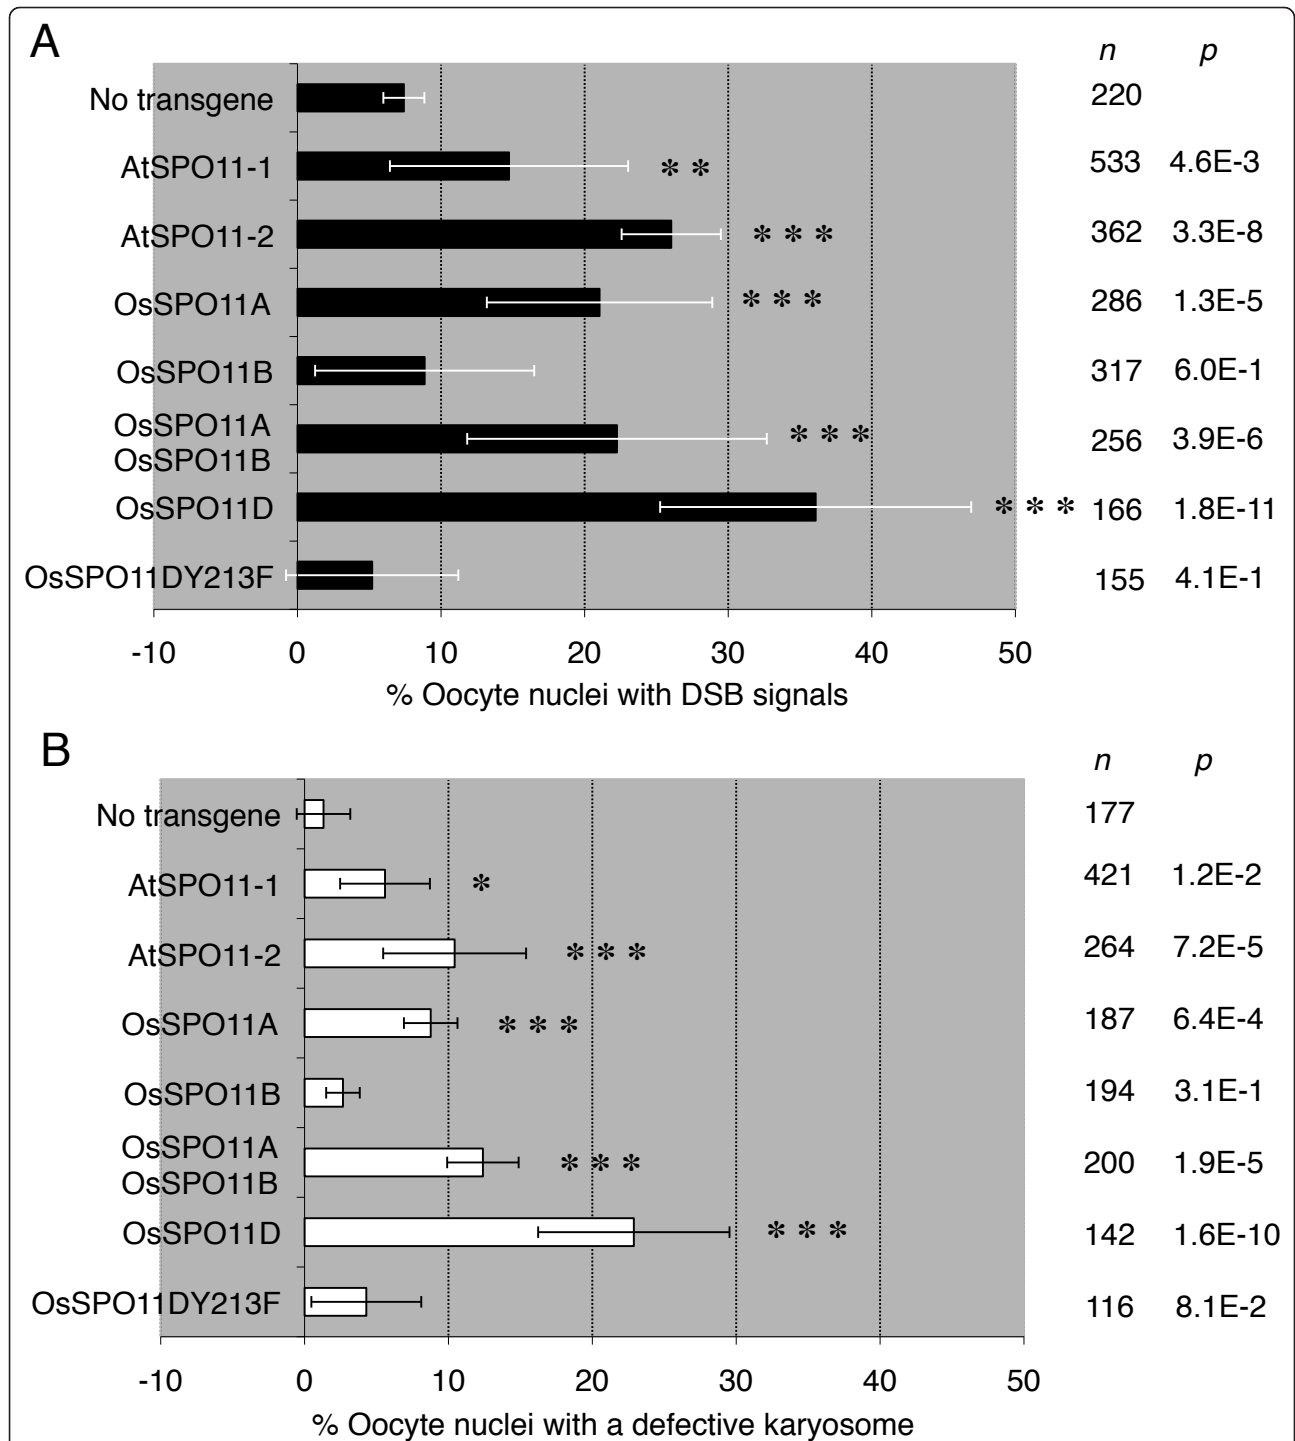 A
n p
No transgene 220
AtSPO11-1 ** 533 4.6E-3
AtSPO11-2 *** 362 3.3E-8
OsSPO11A *** 286 1.3E-5
OsSPO11B 317 6.0E-1
OsSPO11A
OsSPO11B *** 256 3.9E-6
OsSPO11D *** 166 1.8E-11
OsSPO11DY213F 155 4.1E-1
-10 0 10 20 30 40 50
% Oocyte nuclei with DSB signals
B
n p
No transgene 177
AtSPO11-1 * 421 1.2E-2
AtSPO11-2 *** 264 7.2E-5
OsSPO11A *** 187 6.4E-4
OsSPO11B 194 3.1E-1
OsSPO11A
OsSPO11B *** 200 1.9E-5
OsSPO11D *** 142 1.6E-10
OsSPO11DY213F 116 8.1E-2
-10 0 10 20 30 40 50
% Oocyte nuclei with a defective karyosome